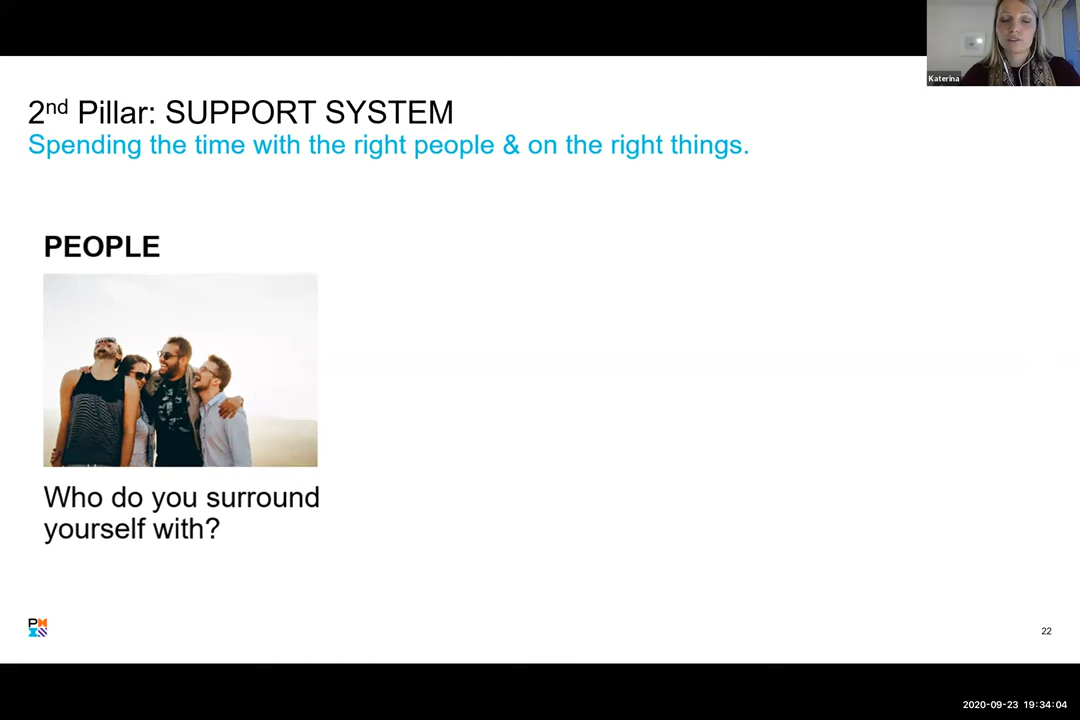 Katerina
2nd Pillar: SUPPORT SYSTEM
Spending the time with the right people & on the right things.
PEOPLE
Who do you surround
yourself with?
22
2020-09-23 19:34:04